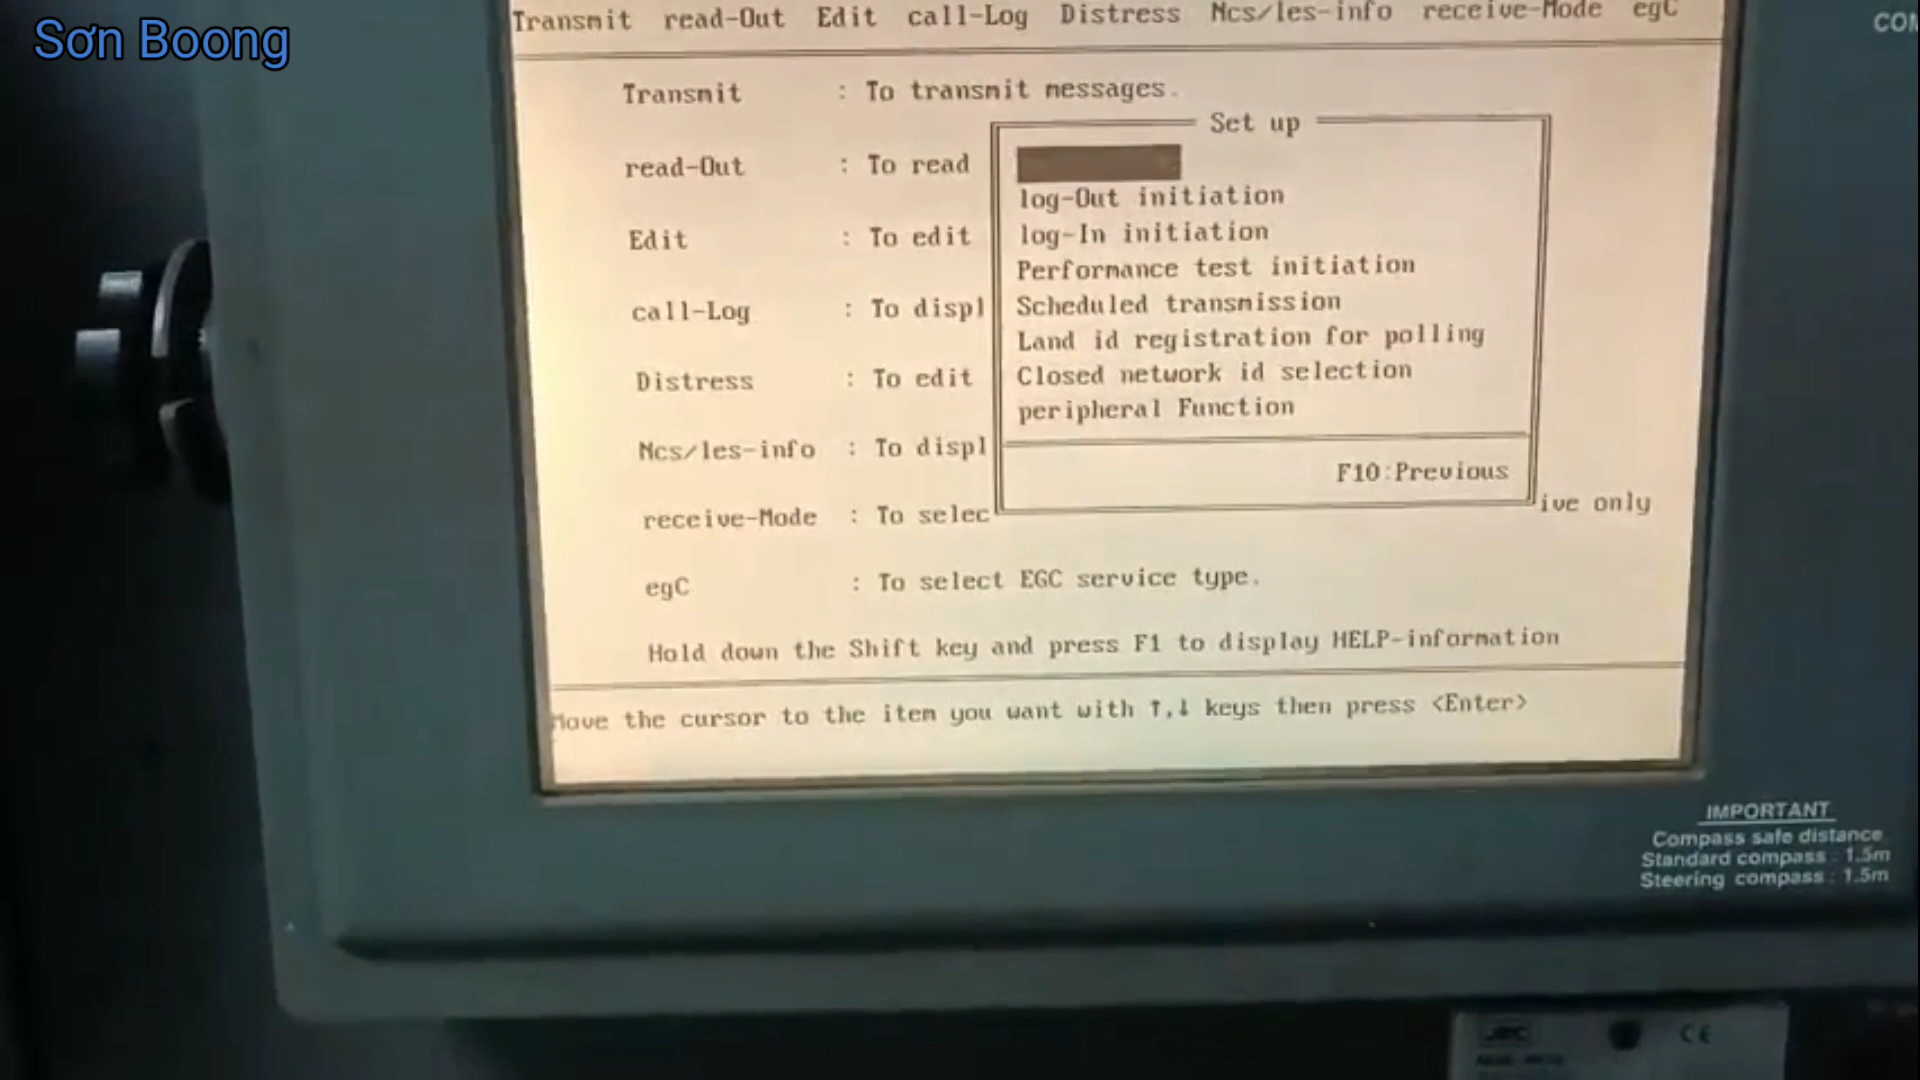 Sơn Boong
Transmit read-Out Edit call-Log Distress Ncs/les-info receive-Mode egC
COM
Transmit : To transmit messages.
Set up
read-Out : To read
log-Out initiation
Edit : To edit
log-In initiation
Performance test initiation
call-Log : To displ
Scheduled transmission
Land id registration for polling
Distress : To edit
Closed network id selection
peripheral Function
Ncs/les-info : To displ
F10:Previous
receive-Mode : To selec
ive only
egC : To select EGC service type.
Hold down the Shift key and press F1 to display HELP-information
Move the cursor to the item you want with ↑,↓ keys then press <Enter>
IMPORTANT
Compass safe distance
Standard compass : 1.5m
Steering compass : 1.5m
JRC CE